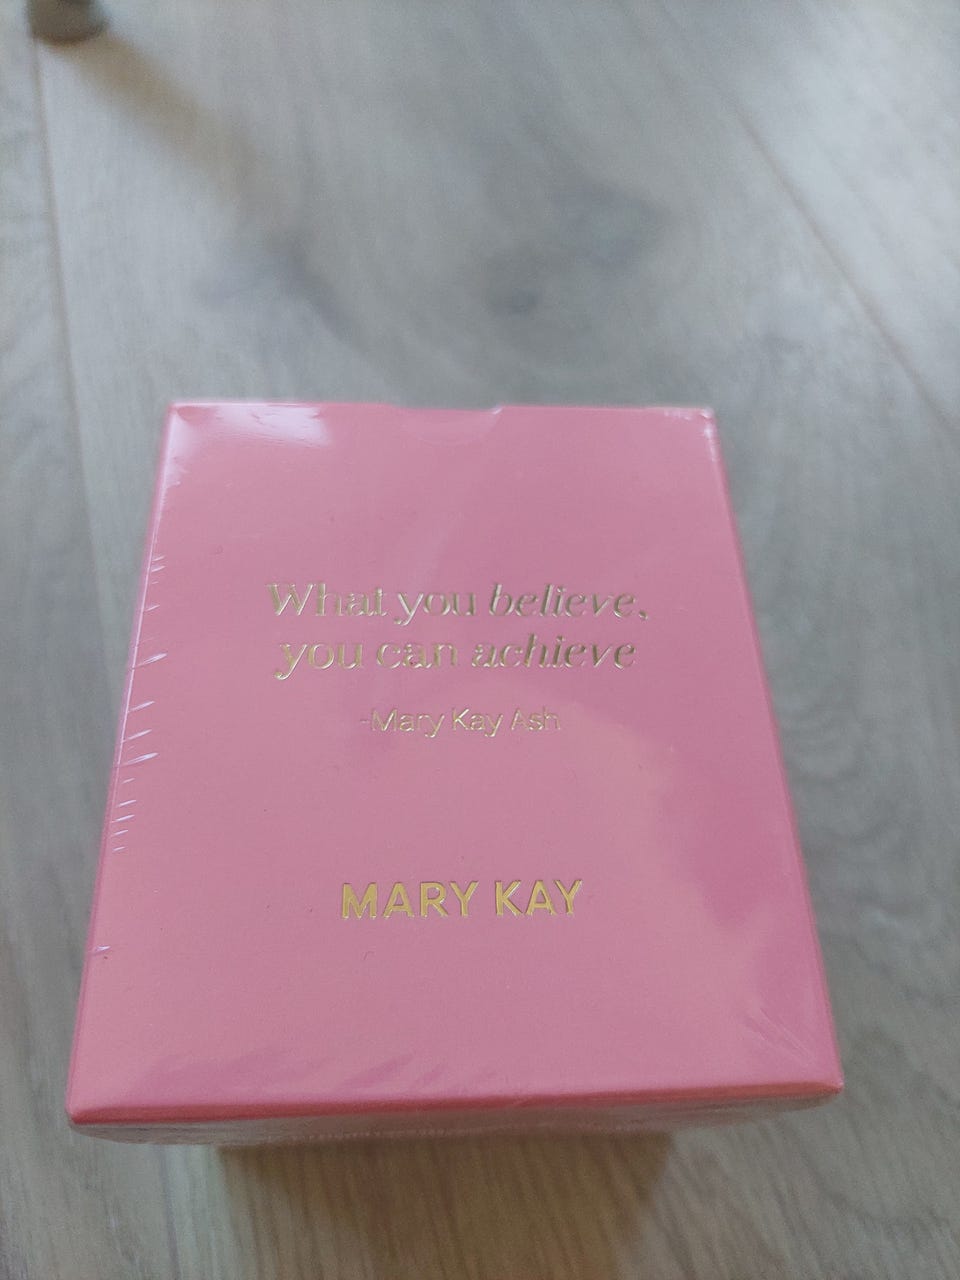 What you believe,
you can achieve
-Mary Kay Ash
MARY KAY